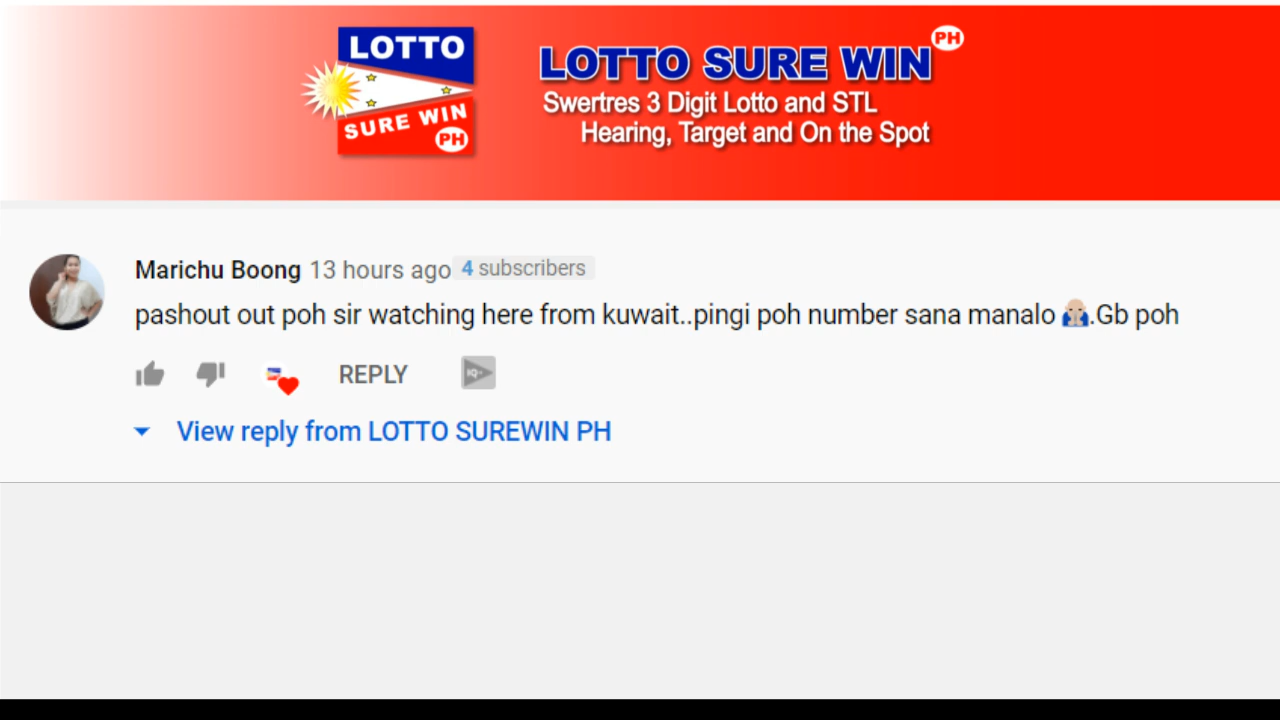 LOTTO
SURE WIN
PH
LOTTO SURE WIN PH
Swertres 3 Digit Lotto and STL
Hearing, Target and On the Spot
Marichu Boong 13 hours ago 4 subscribers
pashout out poh sir watching here from kuwait..pingi poh number sana manalo 🙏.Gb poh
REPLY
IQ
View reply from LOTTO SUREWIN PH